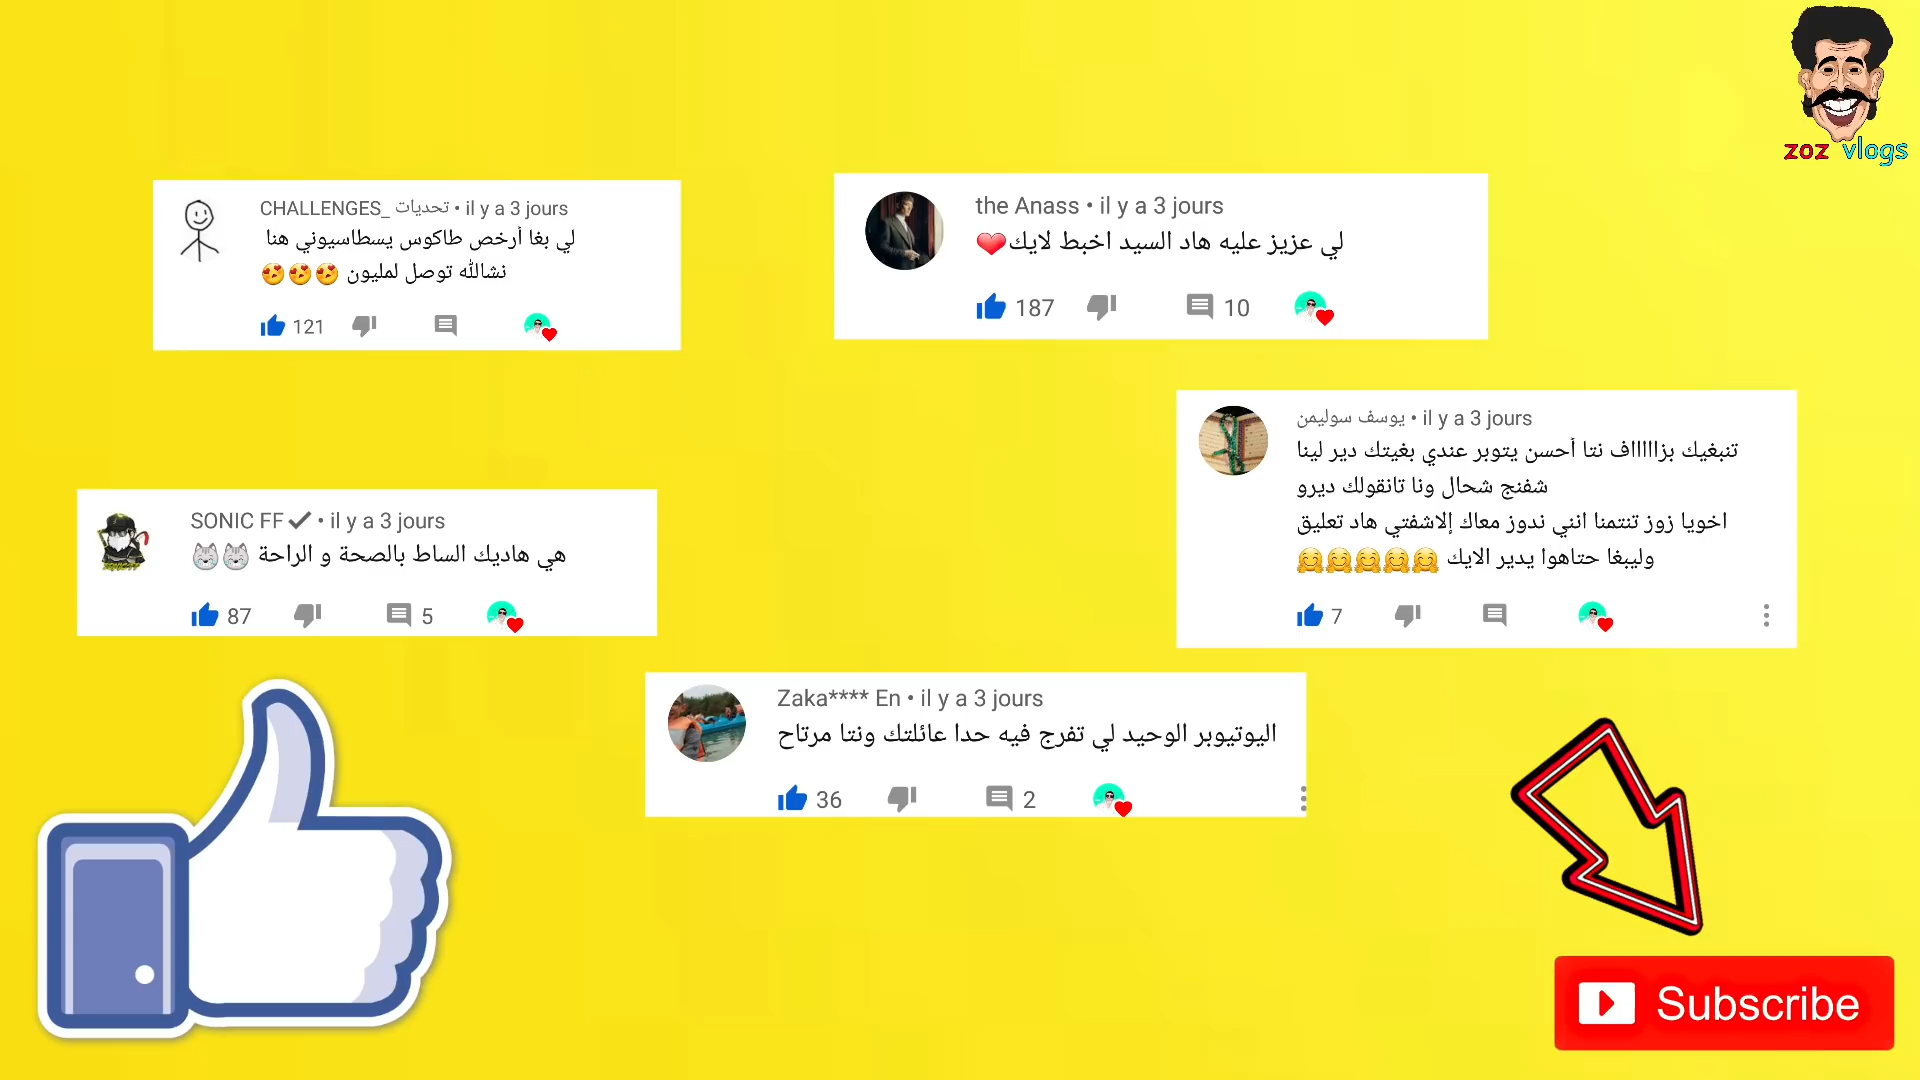 zoz vlogs
CHALLENGES_ تحديات • il y a 3 jours
لي بغا أرخص طاكوس يسطاسيوني هنا
نشالله توصل لمليون 😍😍😍
121
the Anass • il y a 3 jours
لي عزيز عليه هاد السيد اخبط لايك❤
187 10
يوسف سوليمن • il y a 3 jours
تنبغيك بزاااااف نتا أحسن يتوبر عندي بغيتك دير لينا
شفنج شحال ونا تانقولك ديرو
اخويا زوز تنتمنا انني ندوز معاك إلاشفتي هاد تعليق
وليبغا حتاهوا يدير الايك 🤗🤗🤗🤗🤗
7
SONIC FF✔ • il y a 3 jours
هي هاديك الساط بالصحة و الراحة 😹😹
87 5
Zaka**** En • il y a 3 jours
اليوتيوبر الوحيد لي تفرج فيه حدا عائلتك ونتا مرتاح
36 2
Subscribe